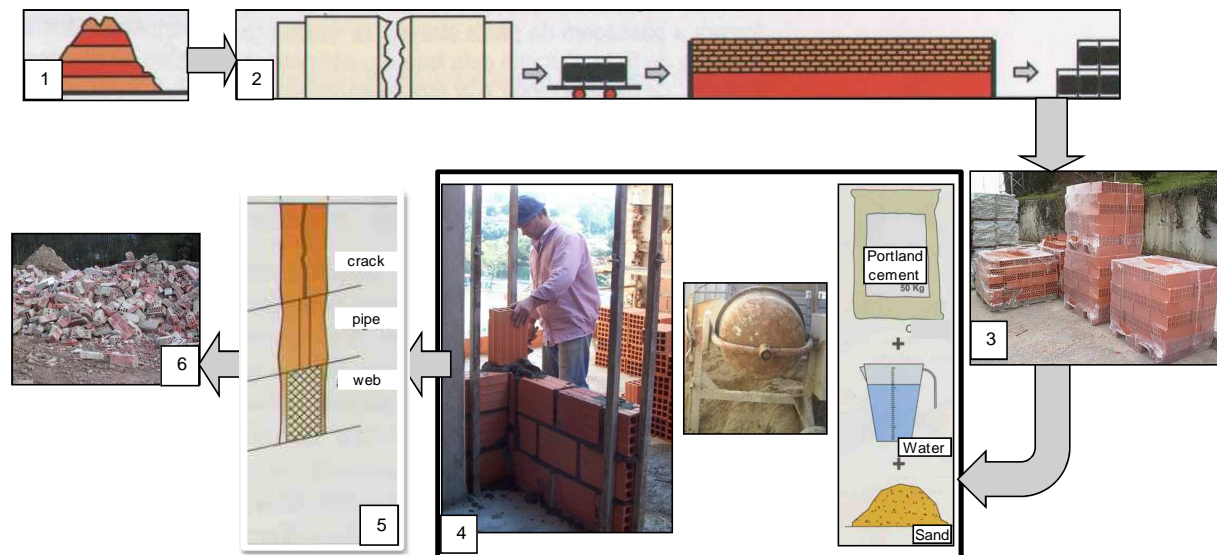 1
2
3
Portland
cement
50 Kg
C
+
Water
+
Sand
4
crack
pipe
web
5
6